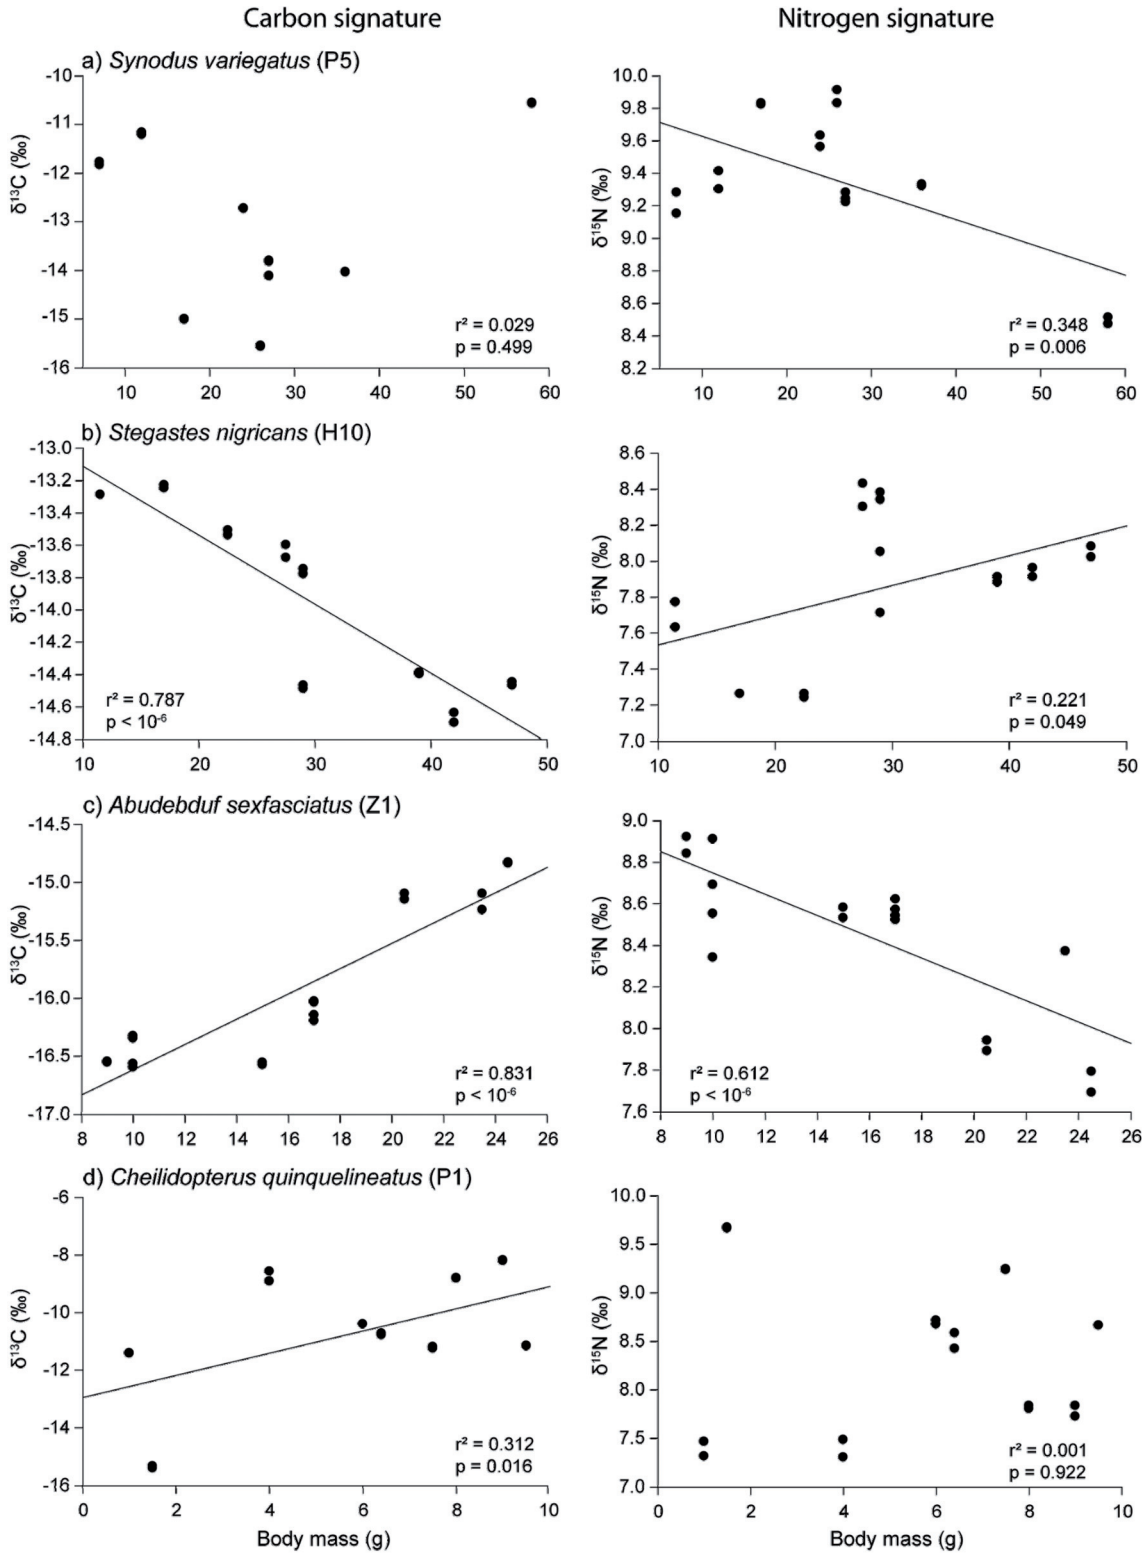 Carbon signature
Nitrogen signature
a) Synodus variegatus (P5)
-10
-11
-12
-13
-14
-15
-16
δ¹³C (‰)
10 20 30 40 50 60
r² = 0.029
p = 0.499
10.0
9.8
9.6
9.4
9.2
9.0
8.8
8.6
8.4
8.2
δ¹⁵N (‰)
10 20 30 40 50 60
r² = 0.348
p = 0.006
b) Stegastes nigricans (H10)
-13.0
-13.2
-13.4
-13.6
-13.8
-14.0
-14.2
-14.4
-14.6
-14.8
δ¹³C (‰)
10 20 30 40 50
r² = 0.787
p < 10⁻⁶
8.6
8.4
8.2
8.0
7.8
7.6
7.4
7.2
7.0
δ¹⁵N (‰)
10 20 30 40 50
r² = 0.221
p = 0.049
c) Abudebduf sexfasciatus (Z1)
-14.5
-15.0
-15.5
-16.0
-16.5
-17.0
δ¹³C (‰)
8 10 12 14 16 18 20 22 24 26
r² = 0.831
p < 10⁻⁶
9.0
8.8
8.6
8.4
8.2
8.0
7.8
7.6
δ¹⁵N (‰)
8 10 12 14 16 18 20 22 24 26
r² = 0.612
p < 10⁻⁶
d) Cheilidopterus quinquelineatus (P1)
-6
-8
-10
-12
-14
-16
δ¹³C (‰)
0 2 4 6 8 10
Body mass (g)
r² = 0.312
p = 0.016
10.0
9.5
9.0
8.5
8.0
7.5
7.0
δ¹⁵N (‰)
0 2 4 6 8 10
Body mass (g)
r² = 0.001
p = 0.922